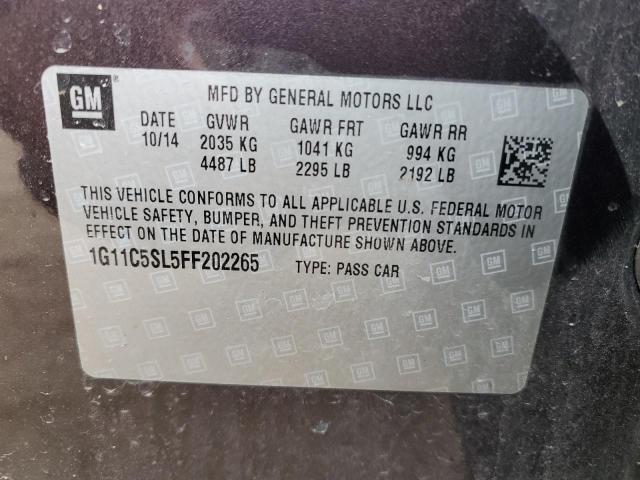 GM ®
MFD BY GENERAL MOTORS LLC
DATE GVWR GAWR FRT GAWR RR
10/14 2035 KG 1041 KG 994 KG
4487 LB 2295 LB 2192 LB
THIS VEHICLE CONFORMS TO ALL APPLICABLE U.S. FEDERAL MOTOR
VEHICLE SAFETY, BUMPER, AND THEFT PREVENTION STANDARDS IN
EFFECT ON THE DATE OF MANUFACTURE SHOWN ABOVE.
1G11C5SL5FF202265 TYPE: PASS CAR